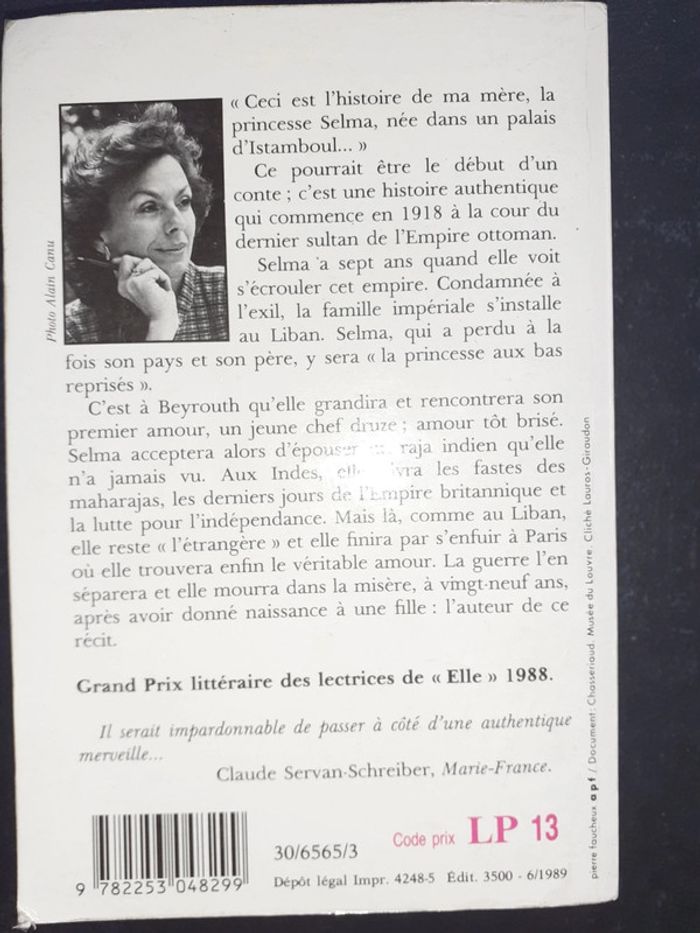 « Ceci est l'histoire de ma mère, la
princesse Selma, née dans un palais
d'Istamboul... »
Ce pourrait être le début d'un
conte ; c'est une histoire authentique
qui commence en 1918 à la cour du
dernier sultan de l'Empire ottoman.
Selma a sept ans quand elle voit
s'écrouler cet empire. Condamnée à
l'exil, la famille impériale s'installe
au Liban. Selma, qui a perdu à la
fois son pays et son père, y sera « la princesse aux bas
reprisés ».
C'est à Beyrouth qu'elle grandira et rencontrera son
premier amour, un jeune chef druze ; amour tôt brisé.
Selma acceptera alors d'épouser raja indien qu'elle
n'a jamais vu. Aux Indes, les fastes des
maharajas, les derniers jours de l'Empire britannique et
la lutte pour l'indépendance. Mais là, comme au Liban,
elle reste « l'étrangère » et elle finira par s'enfuir à Paris
où elle trouvera enfin le véritable amour. La guerre l'en
séparera et elle mourra dans la misère, à vingt-neuf ans,
après avoir donné naissance à une fille : l'auteur de ce
récit.
Photo Alain Canu
Grand Prix littéraire des lectrices de « Elle » 1988.
Il serait impardonnable de passer à côté d'une authentique
merveille...
Claude Servan-Schreiber, Marie-France.
Code prix LP 13
30/6565/3
9 782253 048299
Dépôt légal Impr. 4248-5 Édit. 3500 - 6/1989
pierre faucheux apf / Document : Chasseriaud. Musée du Louvre. Cliché Lauros-Giraudon